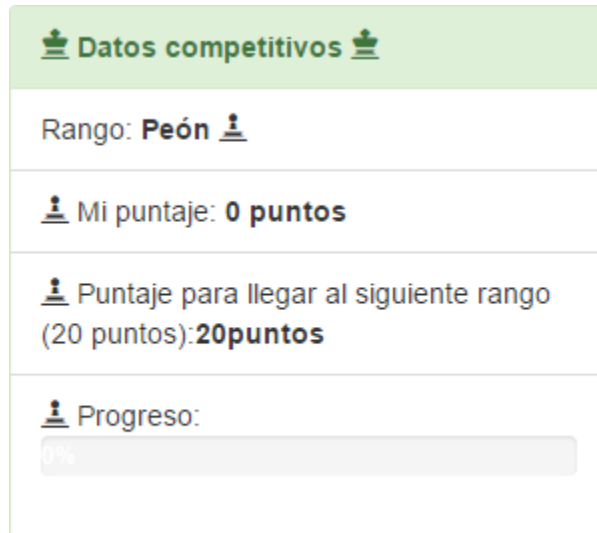 Datos competitivos
Rango: Peón
Mi puntaje: 0 puntos
Puntaje para llegar al siguiente rango
(20 puntos):20puntos
Progreso:
0%